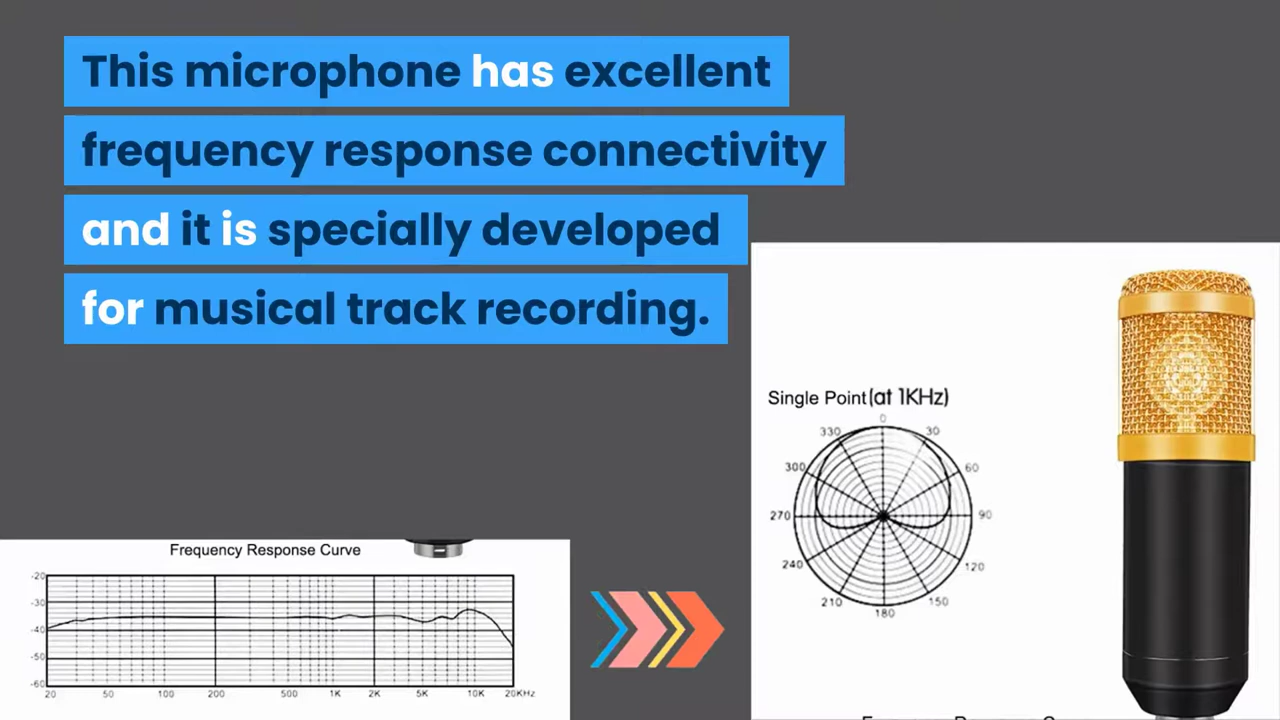 This microphone has excellent
frequency response connectivity
and it is specially developed
for musical track recording.
Single Point(at 1KHz)
0
330 30
300 60
270 90
240 120
210 150
180
Frequency Response Curve
-20
-30
-40
-50
-60
20 50 100 200 500 1K 2K 5K 10K 20KHz